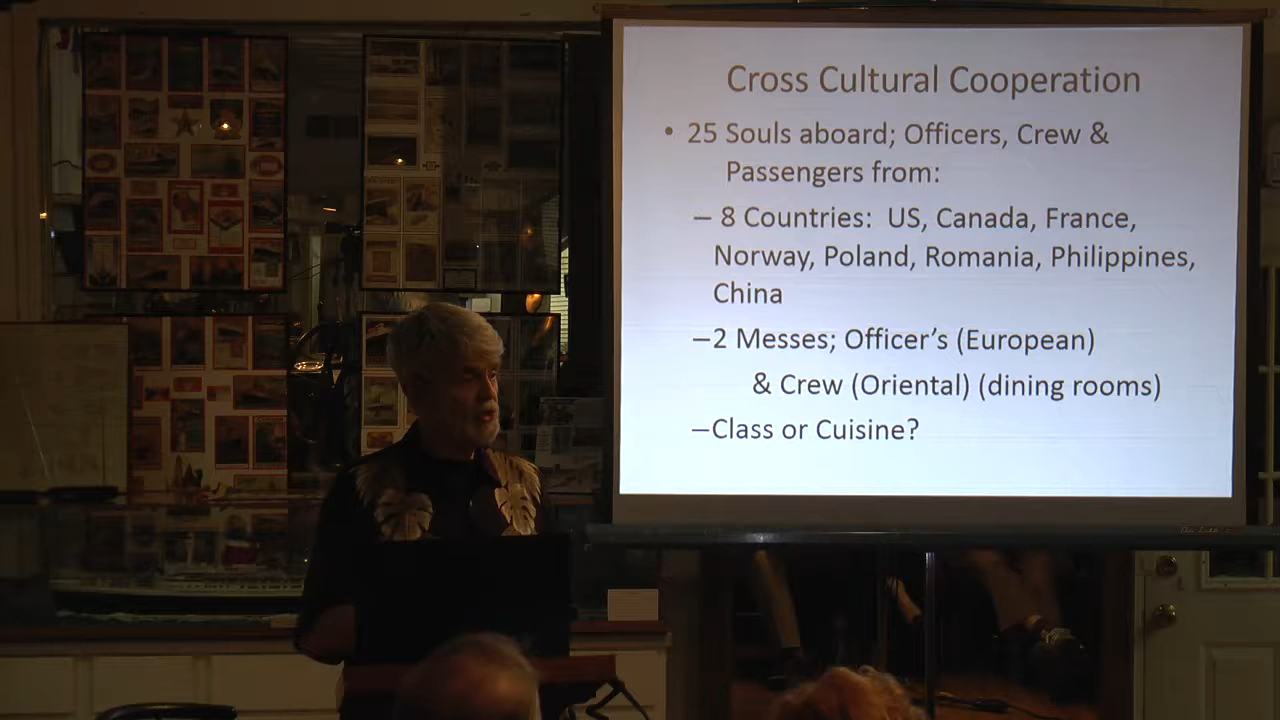 Cross Cultural Cooperation
• 25 Souls aboard; Officers, Crew &
Passengers from:
– 8 Countries:  US, Canada, France,
Norway, Poland, Romania, Philippines,
China
–2 Messes; Officer’s (European)
& Crew (Oriental) (dining rooms)
–Class or Cuisine?